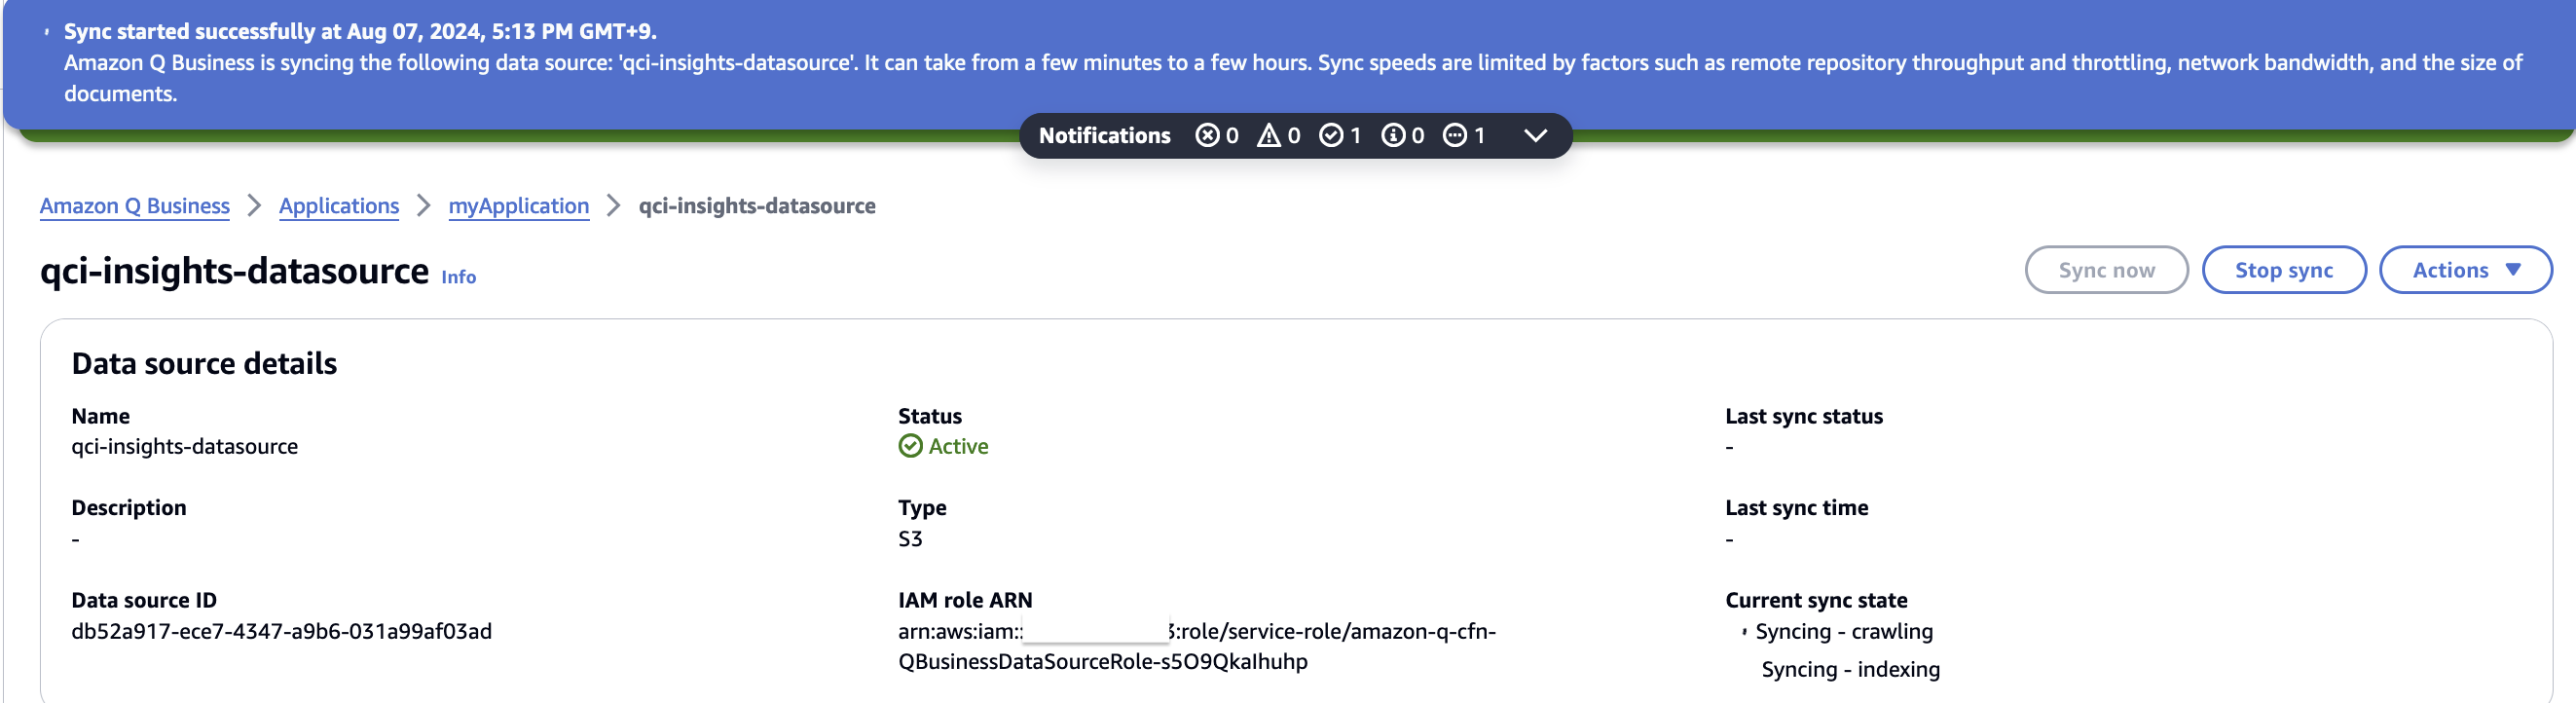 Sync started successfully at Aug 07, 2024, 5:13 PM GMT+9.
Amazon Q Business is syncing the following data source: 'qci-insights-datasource'. It can take from a few minutes to a few hours. Sync speeds are limited by factors such as remote repository throughput and throttling, network bandwidth, and the size of
documents.
Notifications 0 0 1 0 1
Amazon Q Business > Applications > myApplication > qci-insights-datasource
qci-insights-datasource Info
Sync now Stop sync Actions
Data source details
Name
qci-insights-datasource
Description
-
Data source ID
db52a917-ece7-4347-a9b6-031a99af03ad
Status
Active
Type
S3
IAM role ARN
arn:aws:iam:: 3:role/service-role/amazon-q-cfn-
QBusinessDataSourceRole-s5O9QkaIhuhp
Last sync status
-
Last sync time
-
Current sync state
Syncing - crawling
Syncing - indexing